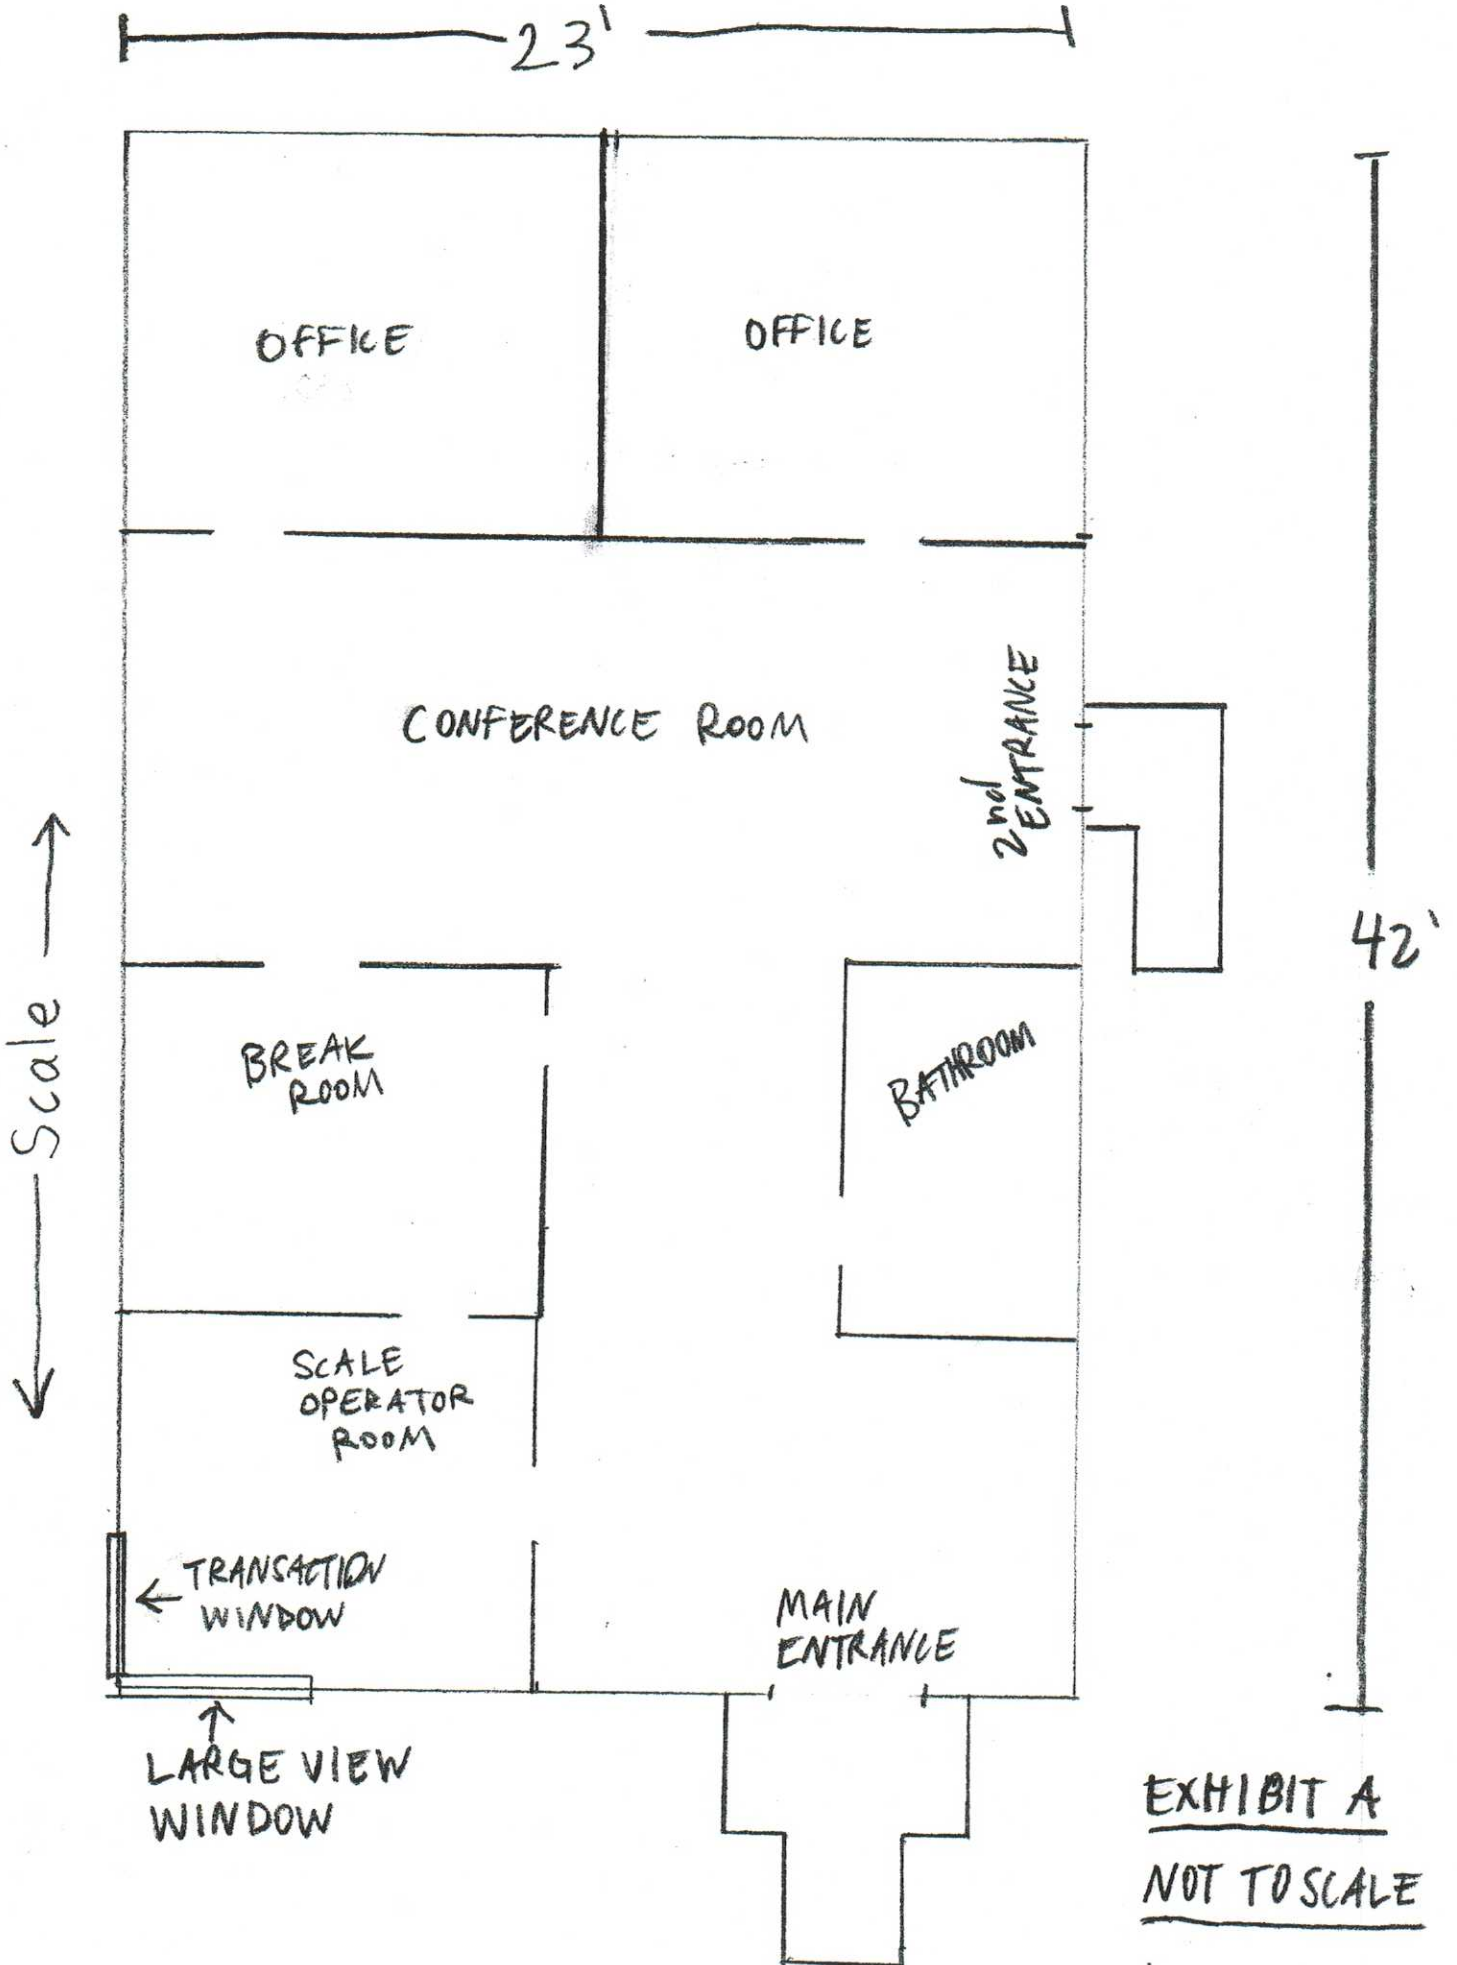 23'
OFFICE
OFFICE
CONFERENCE ROOM
2nd
ENTRANCE
42'
Scale
BREAK
ROOM
BATHROOM
SCALE
OPERATOR
ROOM
TRANSACTION
WINDOW
MAIN
ENTRANCE
LARGE VIEW
WINDOW
EXHIBIT A
NOT TO SCALE